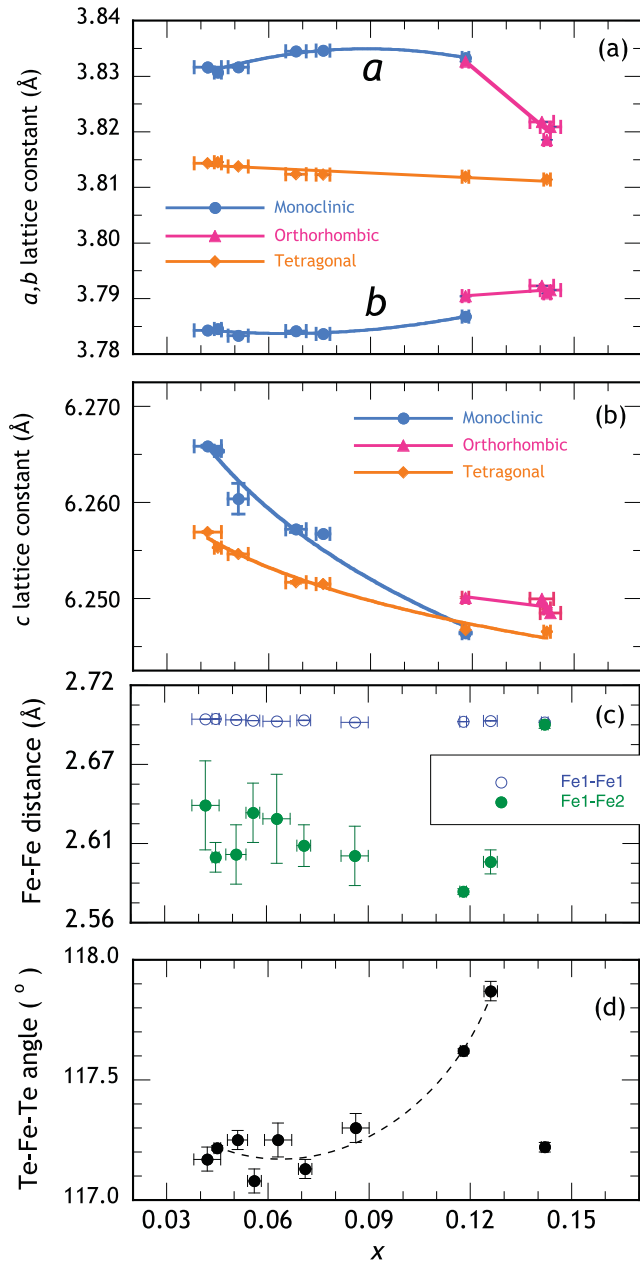 3.84
3.83
3.82
3.81
3.80
3.79
3.78
a,b lattice constant (Å)
(a)
a
Monoclinic
Orthorhombic
Tetragonal
b
6.270
6.260
6.250
c lattice constant (Å)
(b)
Monoclinic
Orthorhombic
Tetragonal
2.72
2.67
2.61
2.56
Fe-Fe distance (Å)
(c)
Fe1-Fe1
Fe1-Fe2
118.0
117.5
117.0
Te-Fe-Te angle (°)
(d)
0.03 0.06 0.09 0.12 0.15
x